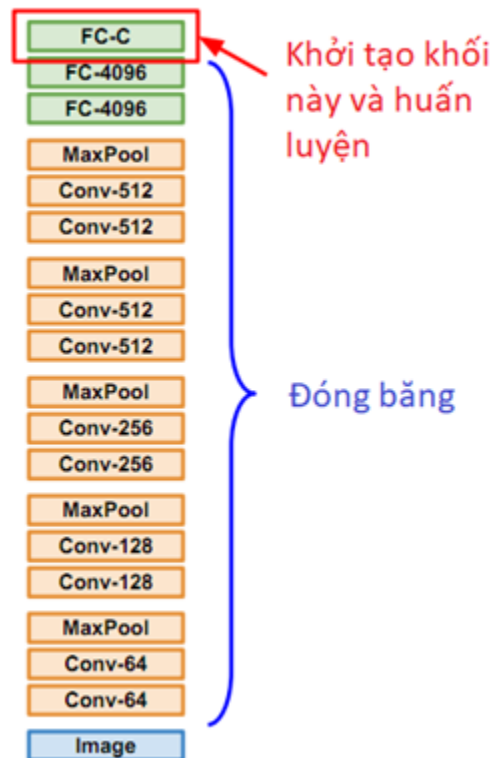 FC-C
FC-4096
FC-4096
MaxPool
Conv-512
Conv-512
MaxPool
Conv-512
Conv-512
MaxPool
Conv-256
Conv-256
MaxPool
Conv-128
Conv-128
MaxPool
Conv-64
Conv-64
Image
Khởi tạo khối
này và huấn
luyện
Đóng băng